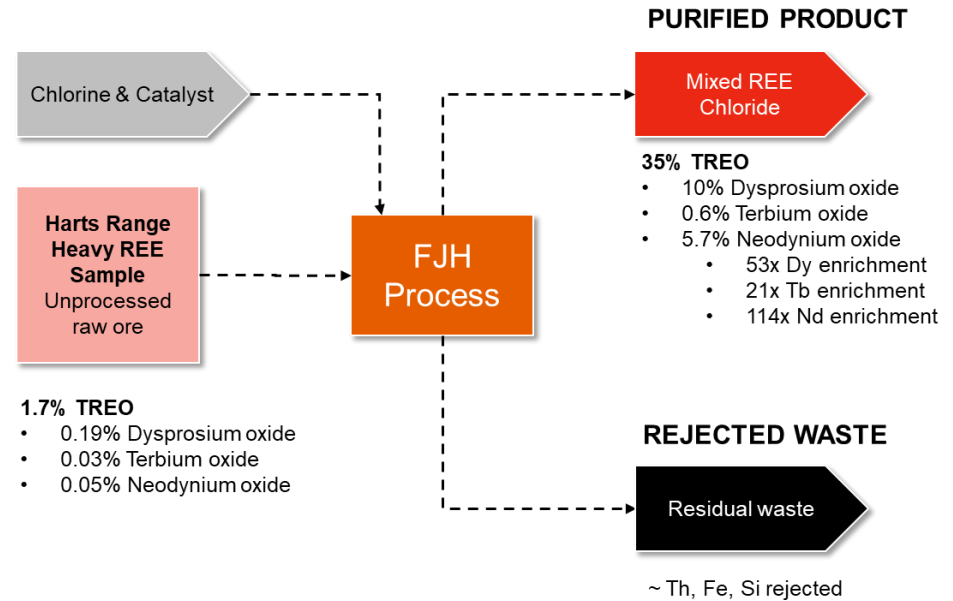 PURIFIED PRODUCT
Chlorine & Catalyst
Mixed REE
Chloride
35% TREO
• 10% Dysprosium oxide
• 0.6% Terbium oxide
• 5.7% Neodynium oxide
• 53x Dy enrichment
• 21x Tb enrichment
• 114x Nd enrichment
Harts Range
Heavy REE
Sample
Unprocessed
raw ore
FJH
Process
1.7% TREO
• 0.19% Dysprosium oxide
• 0.03% Terbium oxide
• 0.05% Neodynium oxide
REJECTED WASTE
Residual waste
~ Th, Fe, Si rejected